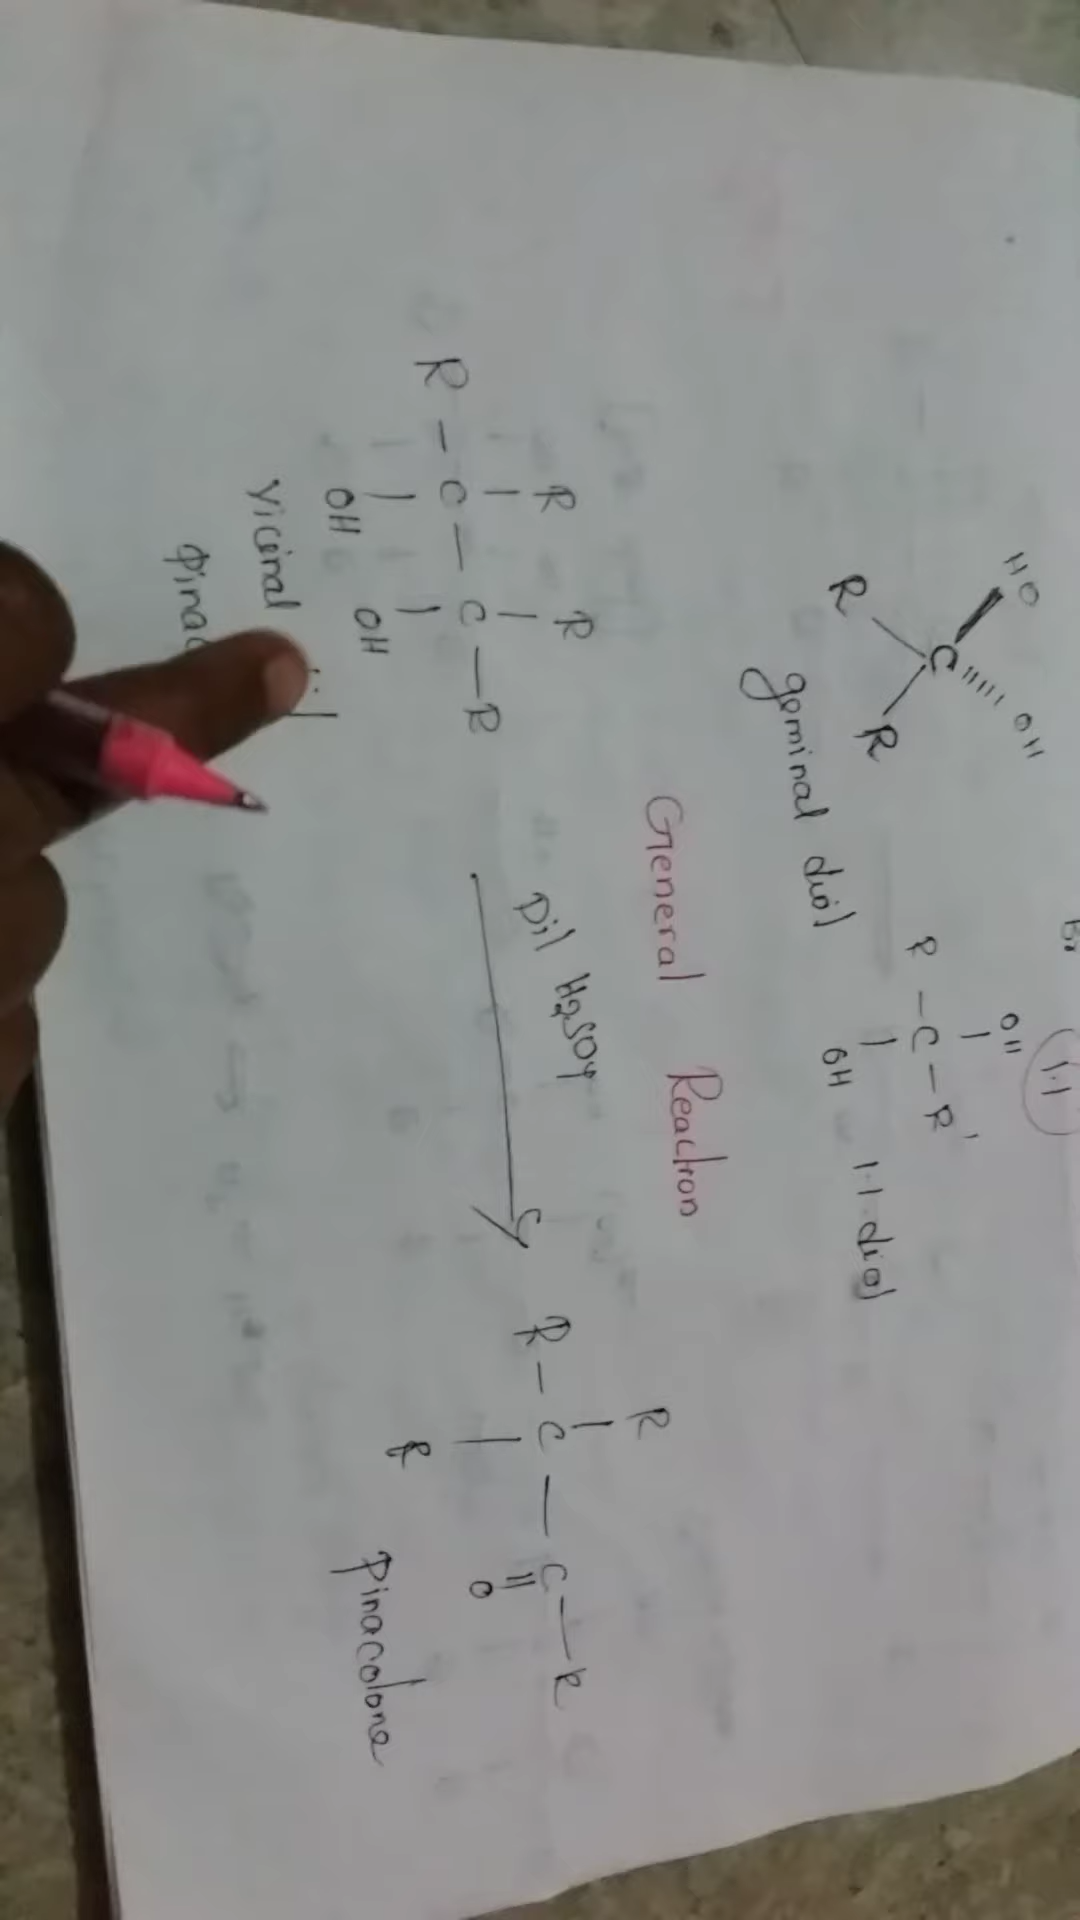 Br
1.1
HO OH
C
R R
OH
R - C - R'
OH
geminal diol 1.1.diol
General Reaction
R R
R - C - C - R
OH OH
Dil H2SO4
R
R - C - C - R
R O
Vicinal
Pinacolone